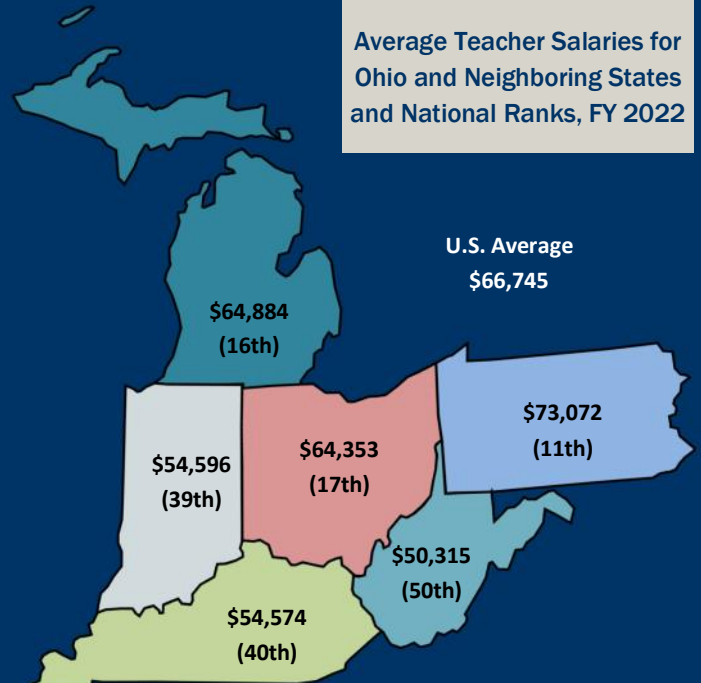 Average Teacher Salaries for
Ohio and Neighboring States
and National Ranks, FY 2022
U.S. Average
$66,745
$64,884
(16th)
$73,072
(11th)
$64,353
(17th)
$54,596
(39th)
$50,315
(50th)
$54,574
(40th)